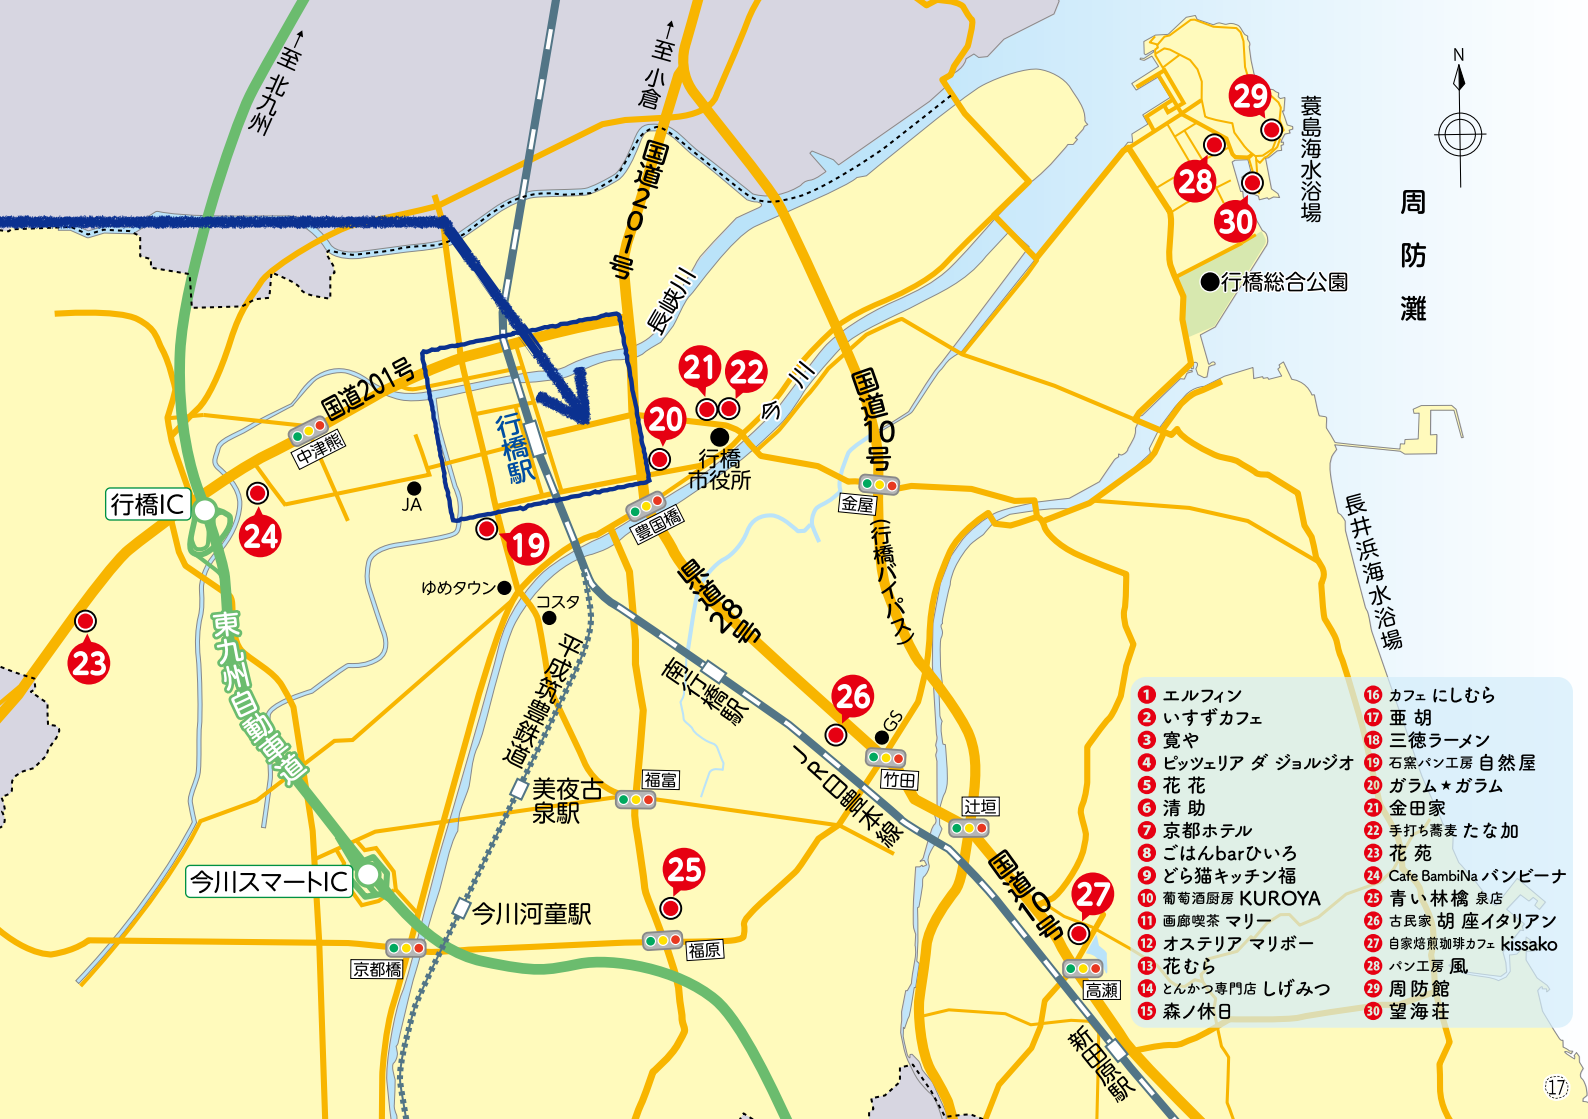 →至 北九州
→至 小倉
N
29
蓑島海水浴場
28
30
周防灘
国道201号
長峡川
行橋総合公園
国道201号
21
22
今川
20
国道10号
中津熊
行橋駅
行橋
市役所
行橋IC
JA
金屋
24
豊国橋
19
(行橋バイパス)
長井浜海水浴場
ゆめタウン
コスタ
県道28号
23
東九州自動車道
平成筑豊鉄道
南行橋駅
26
GS
福富
竹田
JR日豊本線
美夜古
泉駅
辻垣
今川スマートIC
25
国道10号
27
今川河童駅
京都橋
福原
高瀬
新田原駅
1 エルフィン
2 いすずカフェ
3 寛や
4 ピッツェリア ダ ジョルジオ
5 花 花
6 清 助
7 京都ホテル
8 ごはんbarひいろ
9 どら猫キッチン福
10 葡萄酒厨房 KUROYA
11 画廊喫茶 マリー
12 オステリア マリボー
13 花むら
14 とんかつ専門店 しげみつ
15 森ノ休日
16 カフェ にしむら
17 亜 胡
18 三徳ラーメン
19 石窯パン工房 自然屋
20 ガラム★ガラム
21 金田家
22 手打ち蕎麦 たな加
23 花 苑
24 Cafe BambiNa バンビーナ
25 青い林檎 泉店
26 古民家 胡 座イタリアン
27 自家焙煎珈琲カフェ kissako
28 パン工房 風
29 周防館
30 望海荘
17